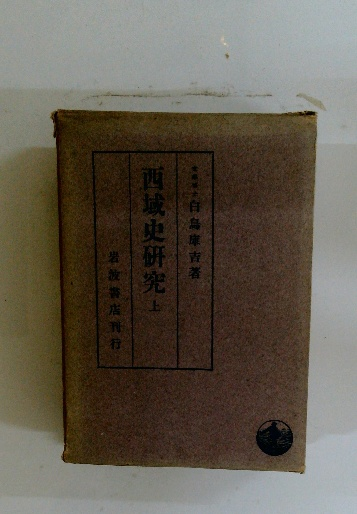 白鳥庫吉著
西域史研究 上
岩波書店刊行